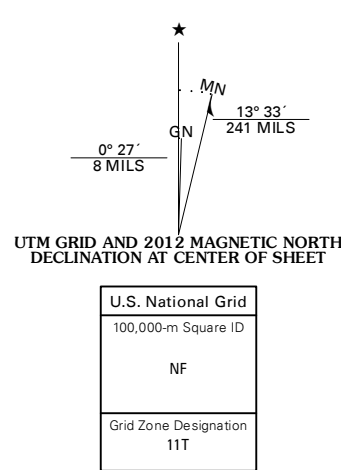 ★
MN
GN
13° 33´
241 MILS
0° 27´
8 MILS
UTM GRID AND 2012 MAGNETIC NORTH
DECLINATION AT CENTER OF SHEET
U.S. National Grid
100,000-m Square ID
NF
Grid Zone Designation
11T